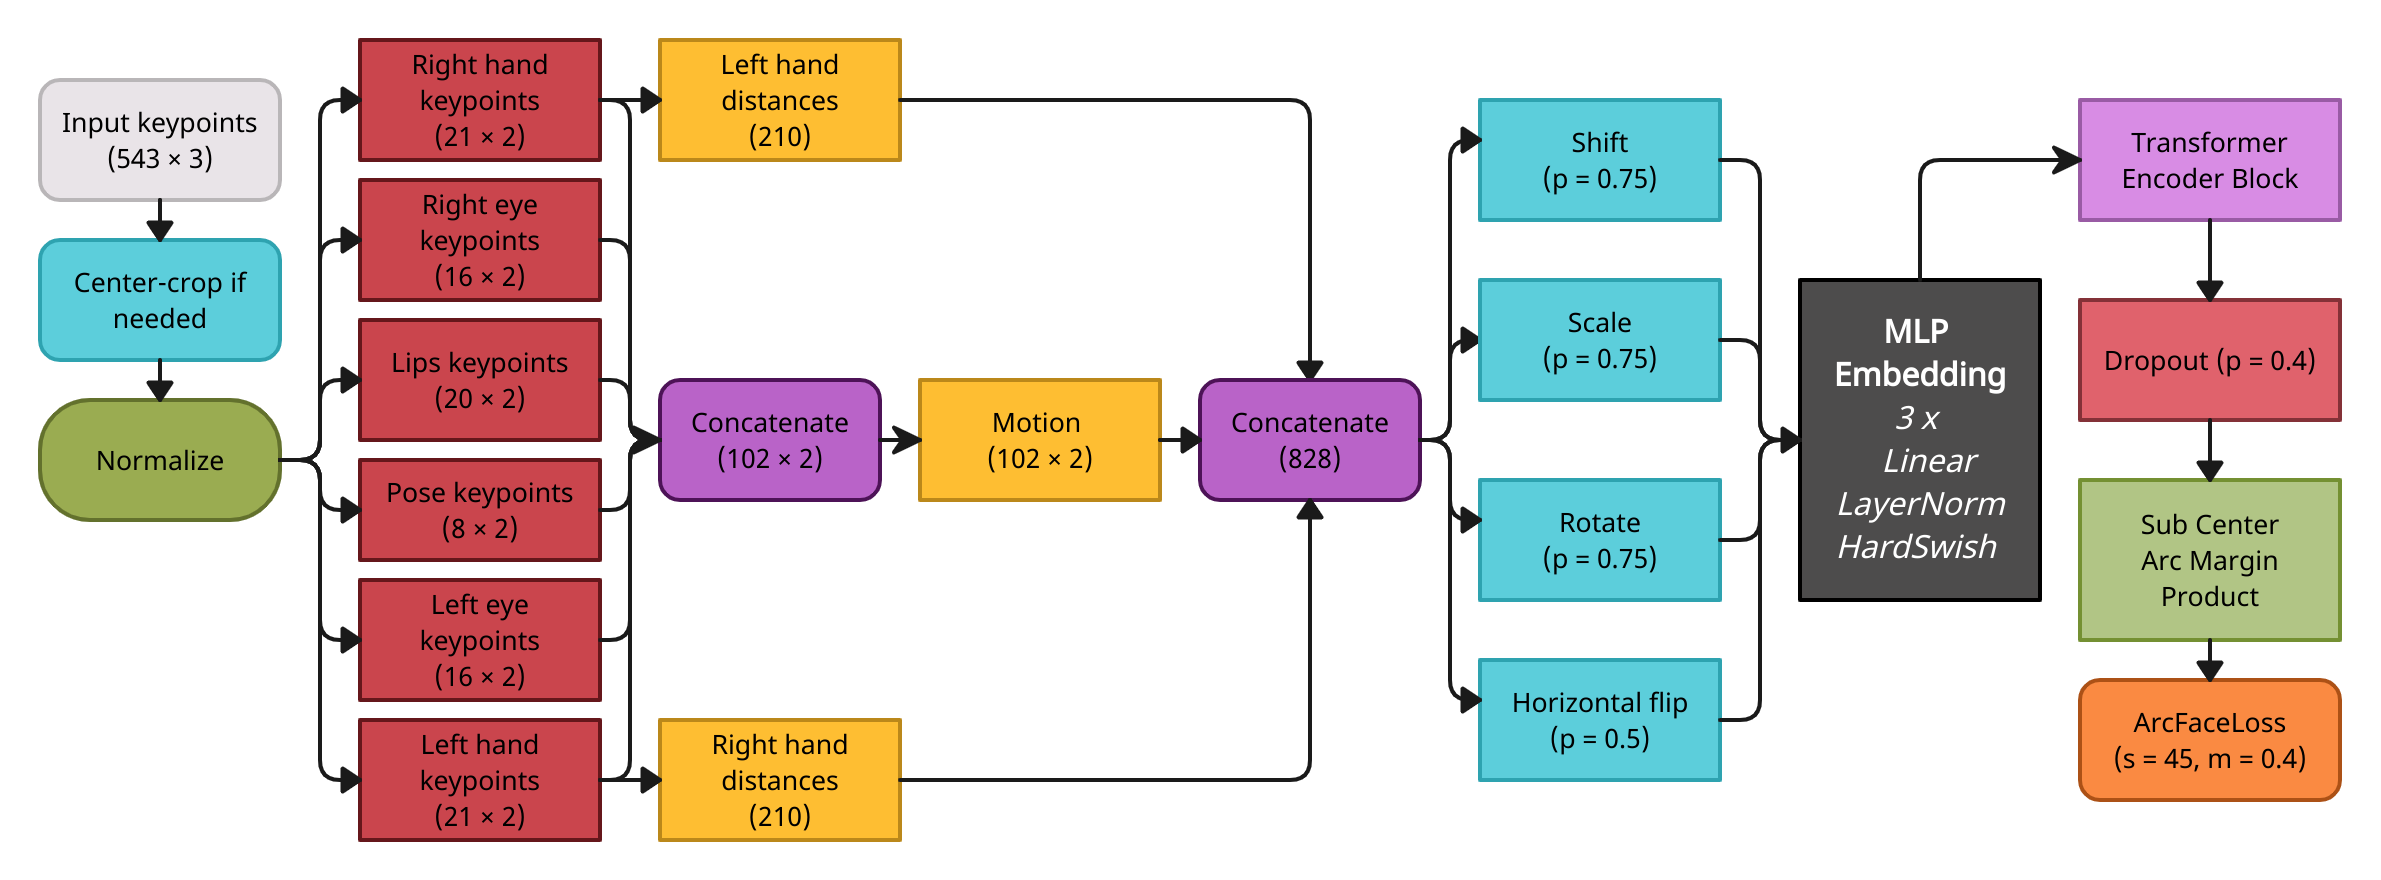 Input keypoints
(543 × 3)
Center-crop if
needed
Normalize
Right hand
keypoints
(21 × 2)
Right eye
keypoints
(16 × 2)
Lips keypoints
(20 × 2)
Pose keypoints
(8 × 2)
Left eye
keypoints
(16 × 2)
Left hand
keypoints
(21 × 2)
Left hand
distances
(210)
Concatenate
(102 × 2)
Right hand
distances
(210)
Motion
(102 × 2)
Concatenate
(828)
Shift
(p = 0.75)
Scale
(p = 0.75)
Rotate
(p = 0.75)
Horizontal flip
(p = 0.5)
MLP
Embedding
3 x
Linear
LayerNorm
HardSwish
Transformer
Encoder Block
Dropout (p = 0.4)
Sub Center
Arc Margin
Product
ArcFaceLoss
(s = 45, m = 0.4)